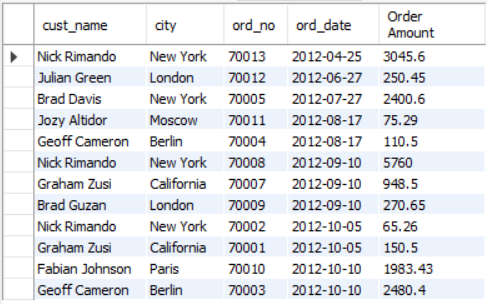 cust_name city ord_no ord_date Order Amount
Nick Rimando New York 70013 2012-04-25 3045.6
Julian Green London 70012 2012-06-27 250.45
Brad Davis New York 70005 2012-07-27 2400.6
Jozy Altidor Moscow 70011 2012-08-17 75.29
Geoff Cameron Berlin 70004 2012-08-17 110.5
Nick Rimando New York 70008 2012-09-10 5760
Graham Zusi California 70007 2012-09-10 948.5
Brad Guzan London 70009 2012-09-10 270.65
Nick Rimando New York 70002 2012-10-05 65.26
Graham Zusi California 70001 2012-10-05 150.5
Fabian Johnson Paris 70010 2012-10-10 1983.43
Geoff Cameron Berlin 70003 2012-10-10 2480.4